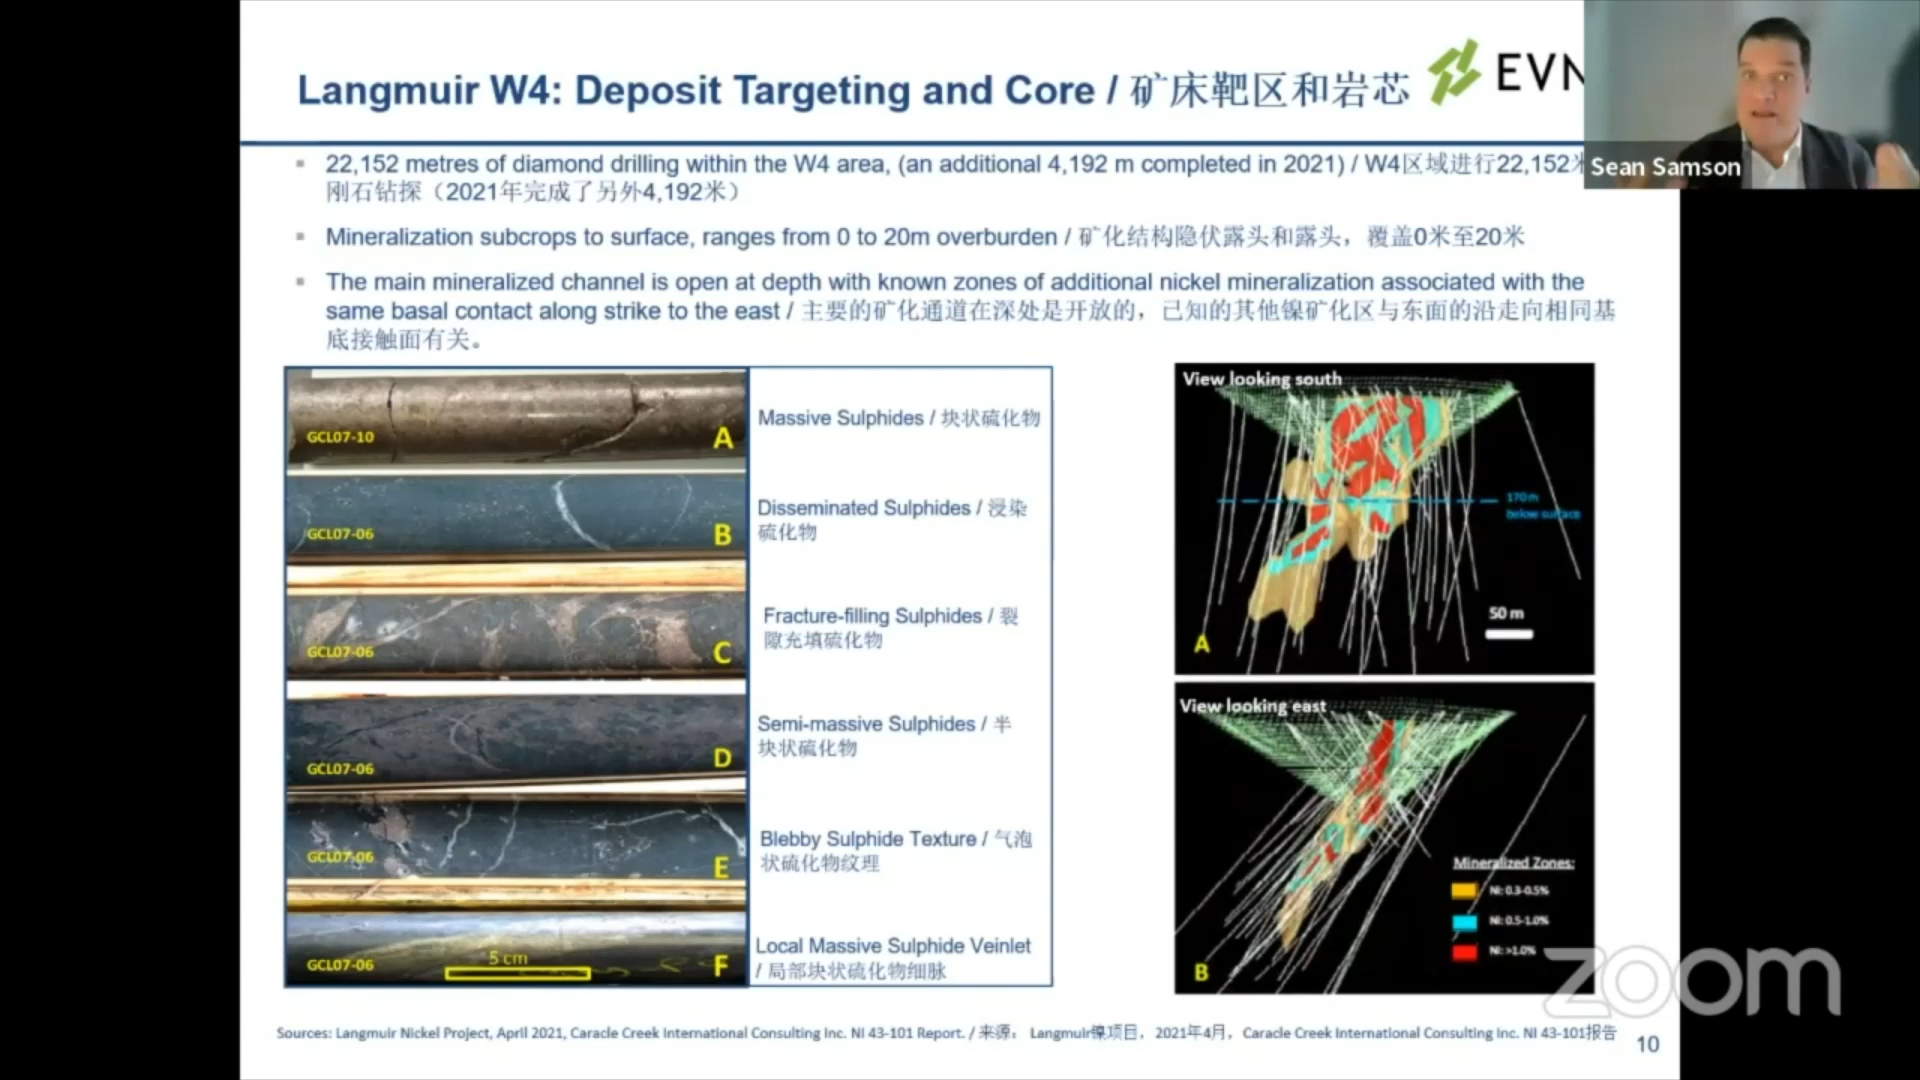 Langmuir W4: Deposit Targeting and Core / 矿床靶区和岩芯
EVN
Sean Samson
22,152 metres of diamond drilling within the W4 area, (an additional 4,192 m completed in 2021) / W4区域进行22,152米
刚石钻探（2021年完成了另外4,192米）
Mineralization subcrops to surface, ranges from 0 to 20m overburden / 矿化结构隐伏露头和露头，覆盖0米至20米
The main mineralized channel is open at depth with known zones of additional nickel mineralization associated with the
same basal contact along strike to the east / 主要的矿化通道在深处是开放的，已知的其他镍矿化区与东面的沿走向相同基
底接触面有关。
GCL07-10
A
Massive Sulphides / 块状硫化物
GCL07-06
B
Disseminated Sulphides / 浸染
硫化物
GCL07-06
C
Fracture-filling Sulphides / 裂
隙充填硫化物
GCL07-06
D
Semi-massive Sulphides / 半
块状硫化物
GCL07-06
E
Blebby Sulphide Texture / 气泡
状硫化物纹理
GCL07-06
5 cm
F
Local Massive Sulphide Veinlet
/ 局部块状硫化物细脉
View looking south
170m
below surface
50 m
A
View looking east
Mineralized Zones:
Ni: 0.3-0.5%
Ni: 0.5-1.0%
Ni: >1.0%
B
zoom
Sources: Langmuir Nickel Project, April 2021, Caracle Creek International Consulting Inc. NI 43-101 Report. / 来源： Langmuir镍项目，2021年4月，Caracle Creek International Consulting Inc. NI 43-101报告
10